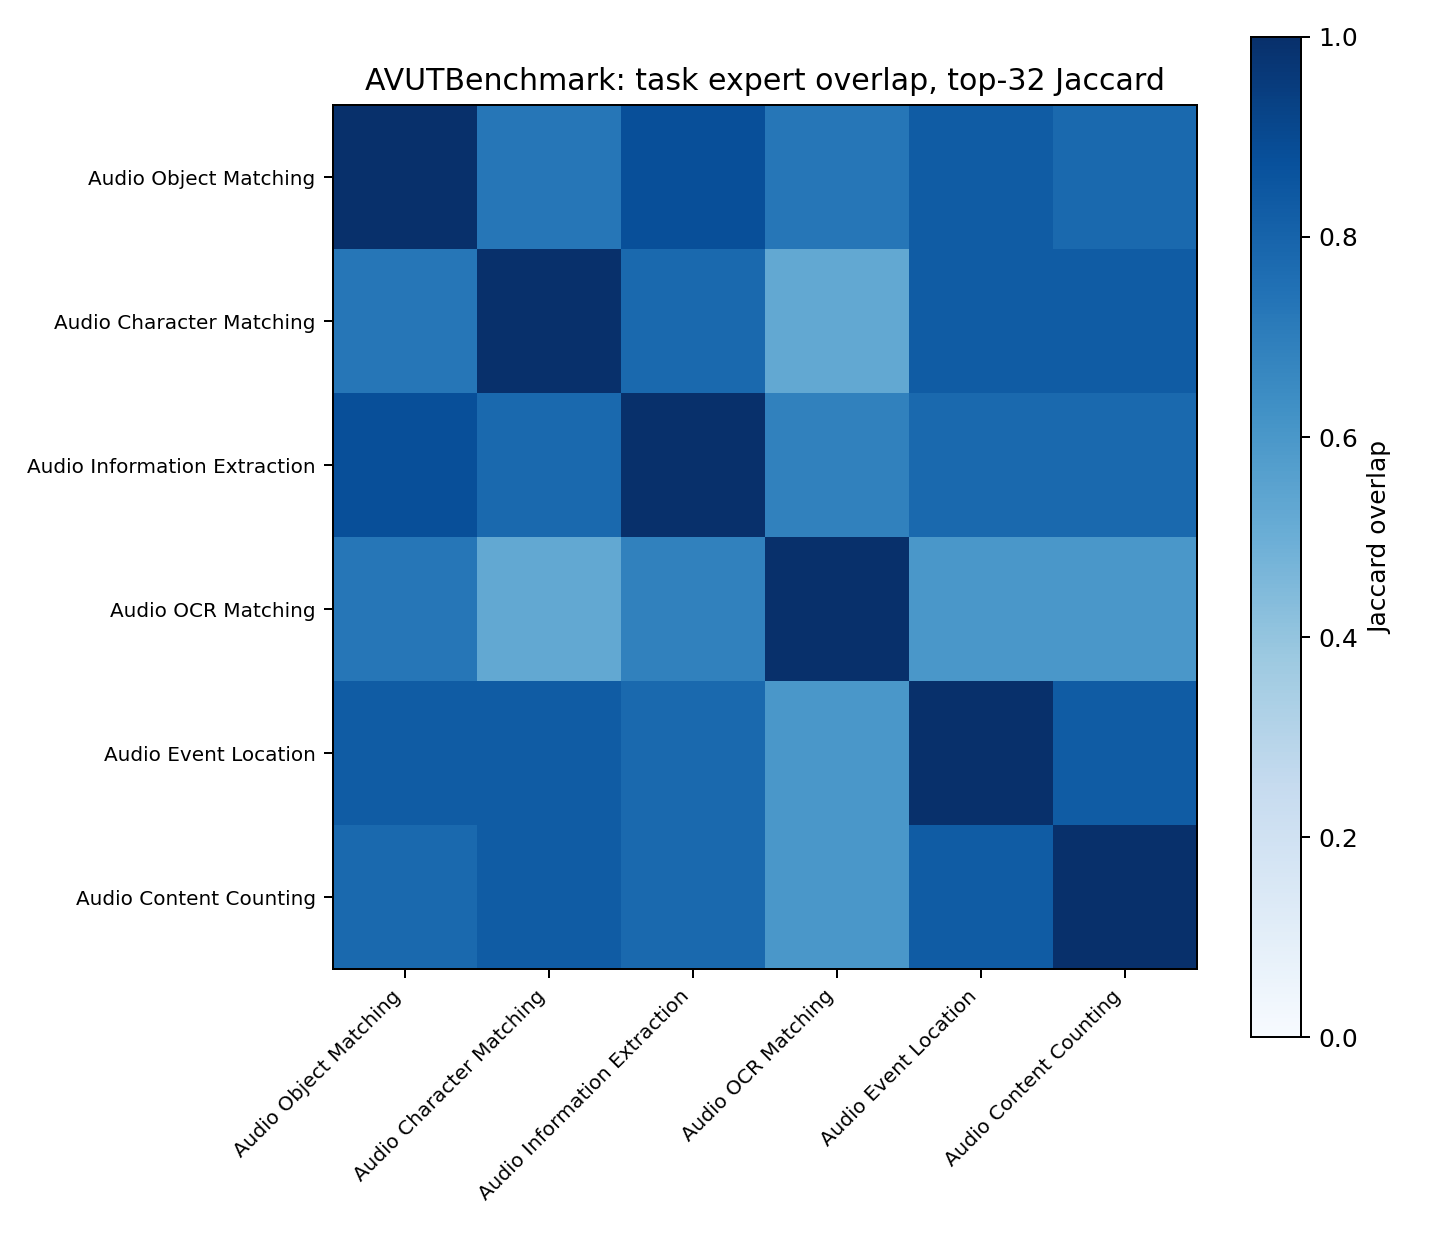 AVUTBenchmark: task expert overlap, top-32 Jaccard
Audio Object Matching
Audio Character Matching
Audio Information Extraction
Audio OCR Matching
Audio Event Location
Audio Content Counting
Audio Object Matching
Audio Character Matching
Audio Information Extraction
Audio OCR Matching
Audio Event Location
Audio Content Counting
1.0
0.8
0.6
0.4
0.2
0.0
Jaccard overlap